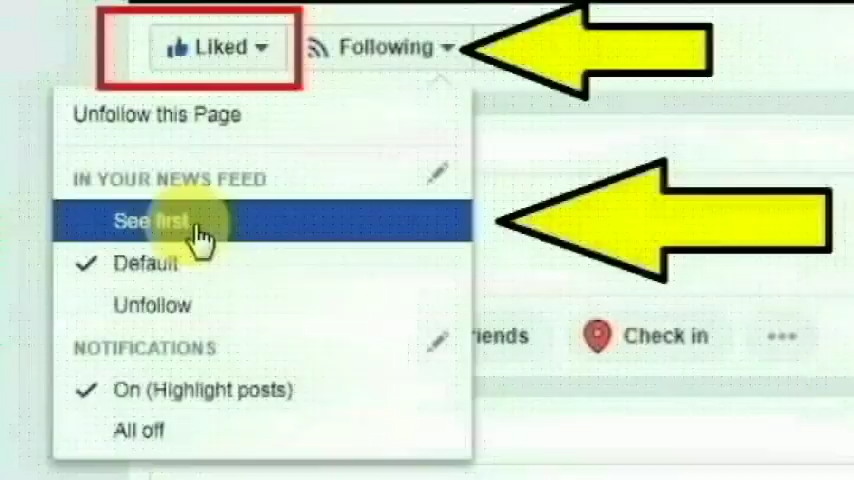 Liked Following
Unfollow this Page
IN YOUR NEWS FEED
See first
Default
Unfollow
riends Check in
NOTIFICATIONS
On (Highlight posts)
All off